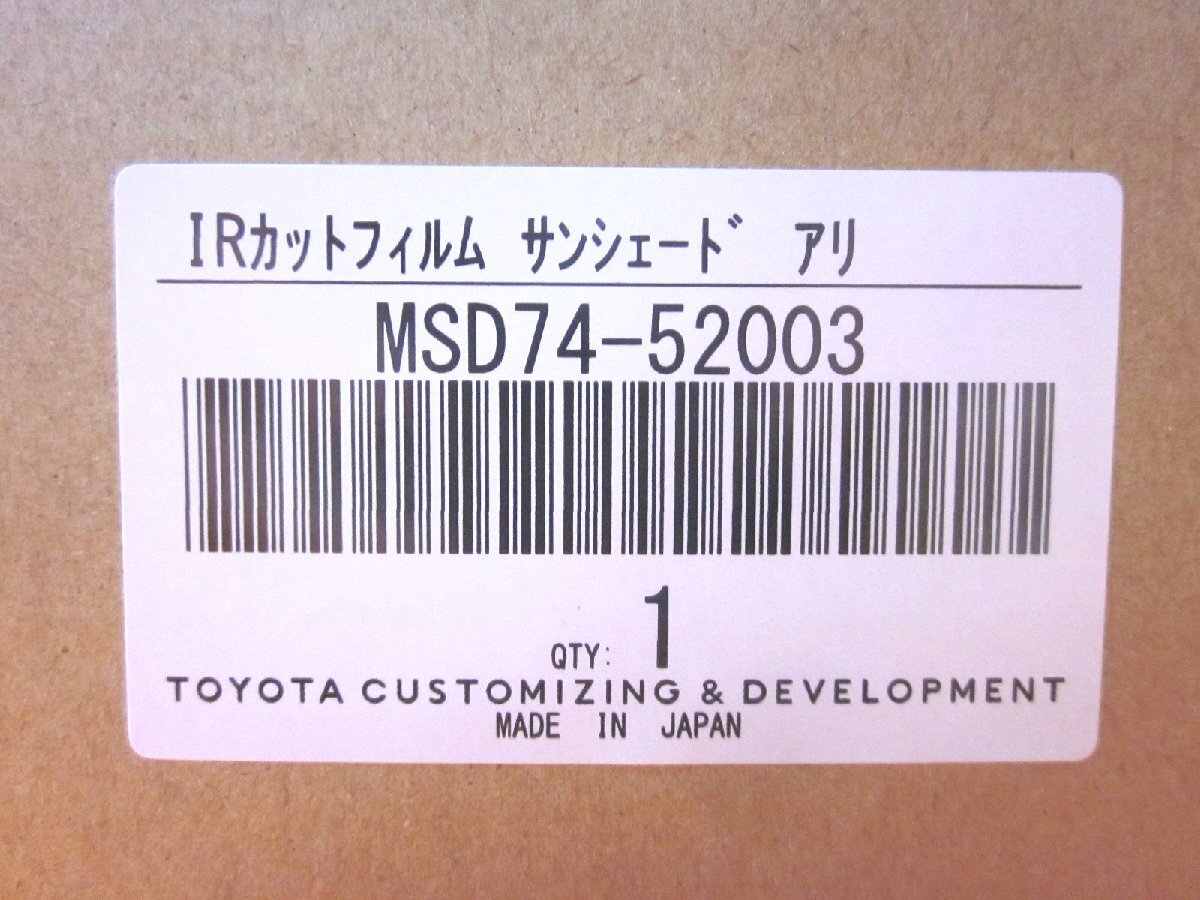 IRカットフィルム サンシェード アリ
MSD74-52003
QTY: 1
TOYOTA CUSTOMIZING & DEVELOPMENT
MADE IN JAPAN